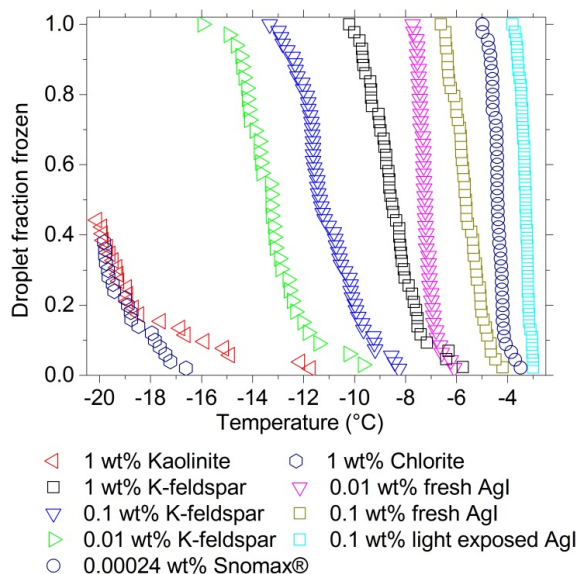 1.0
0.8
0.6
0.4
0.2
0.0
Droplet fraction frozen
-20 -18 -16 -14 -12 -10 -8 -6 -4
Temperature (°C)
1 wt% Kaolinite 1 wt% Chlorite
1 wt% K-feldspar 0.01 wt% fresh AgI
0.1 wt% K-feldspar 0.1 wt% fresh AgI
0.01 wt% K-feldspar 0.1 wt% light exposed AgI
0.00024 wt% Snomax®